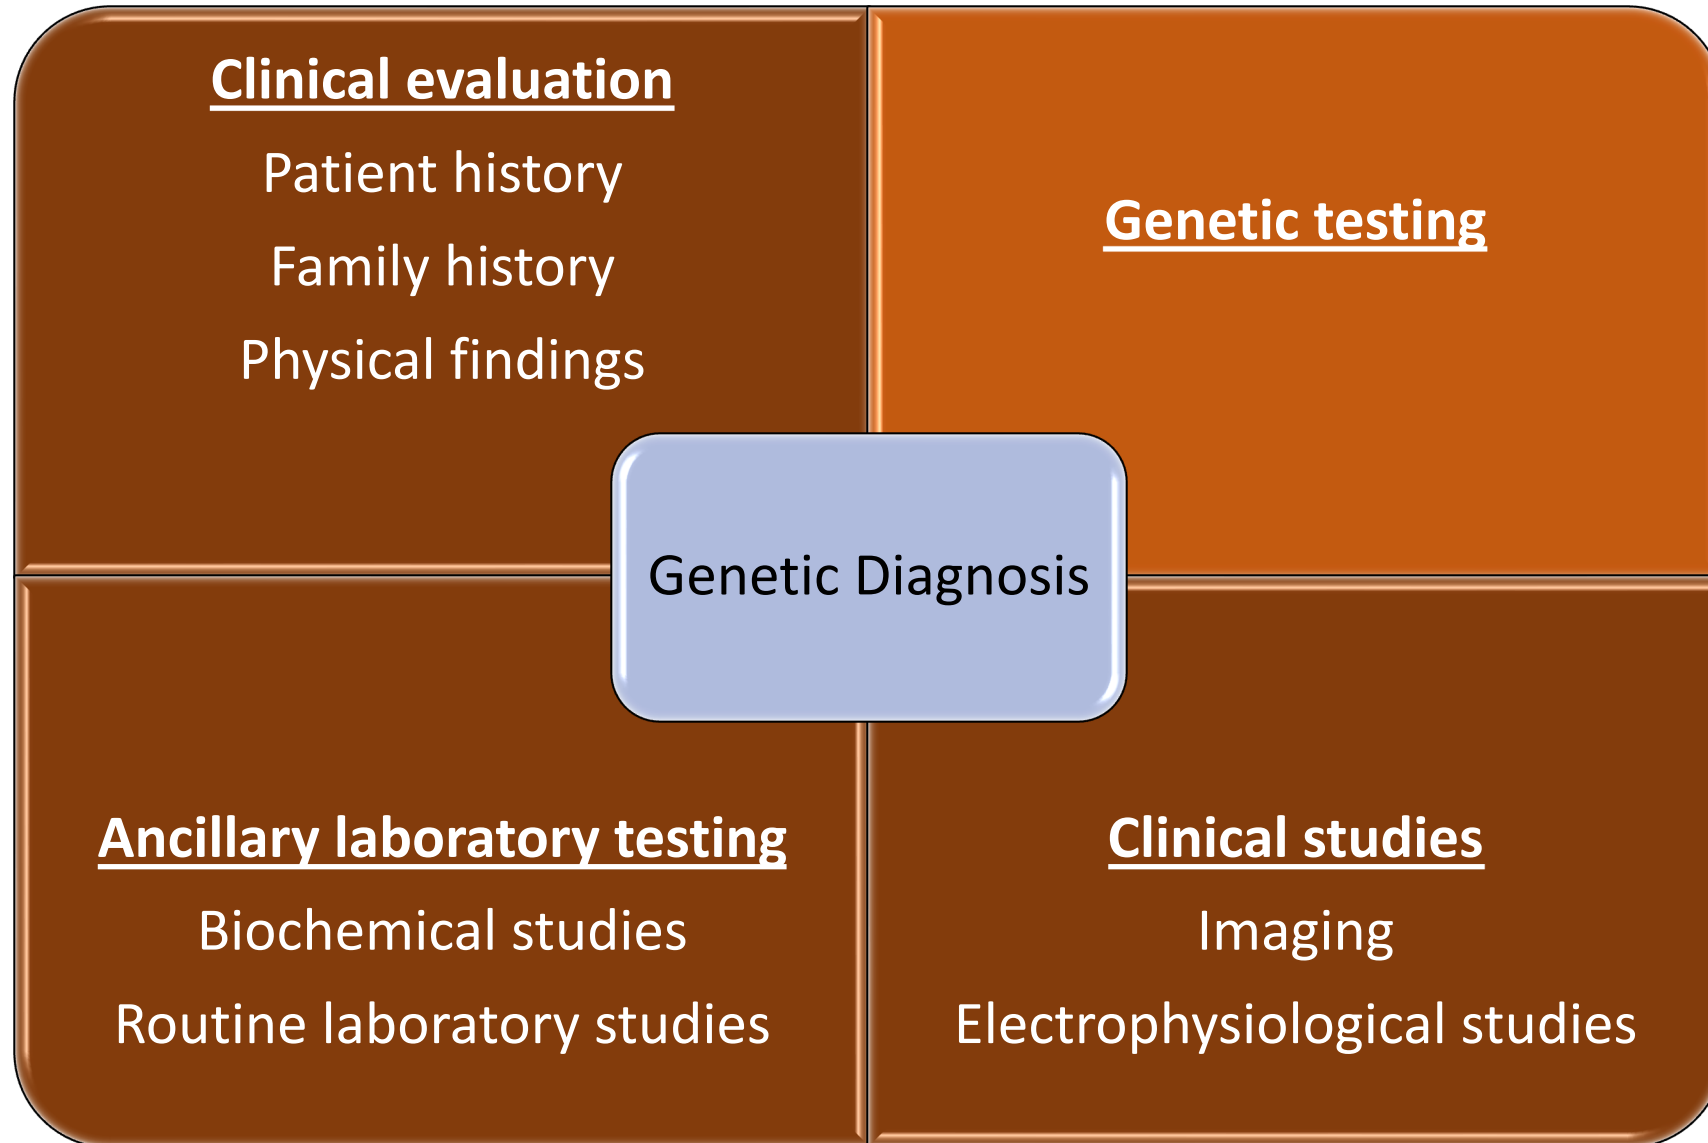 Clinical evaluation
Patient history
Family history
Physical findings
Genetic testing
Genetic Diagnosis
Ancillary laboratory testing
Biochemical studies
Routine laboratory studies
Clinical studies
Imaging
Electrophysiological studies